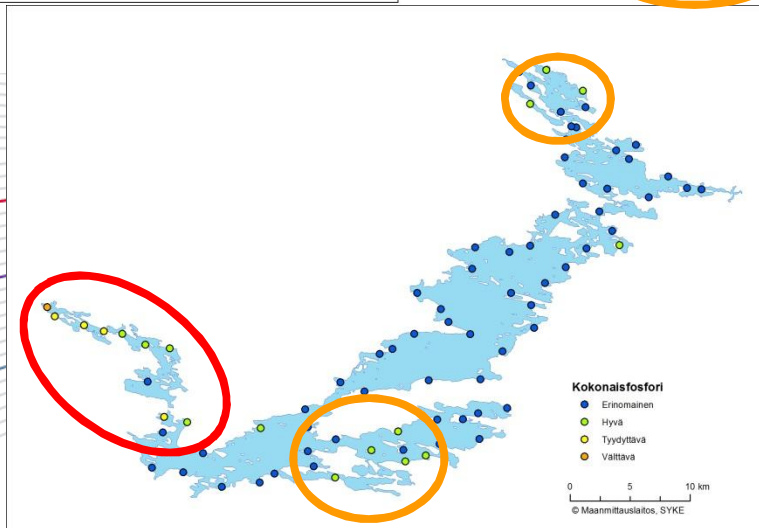 Kokonaisfosfori
Erinomainen
Hyvä
Tyydyttävä
Välttävä
0 5 10 km
© Maanmittauslaitos, SYKE